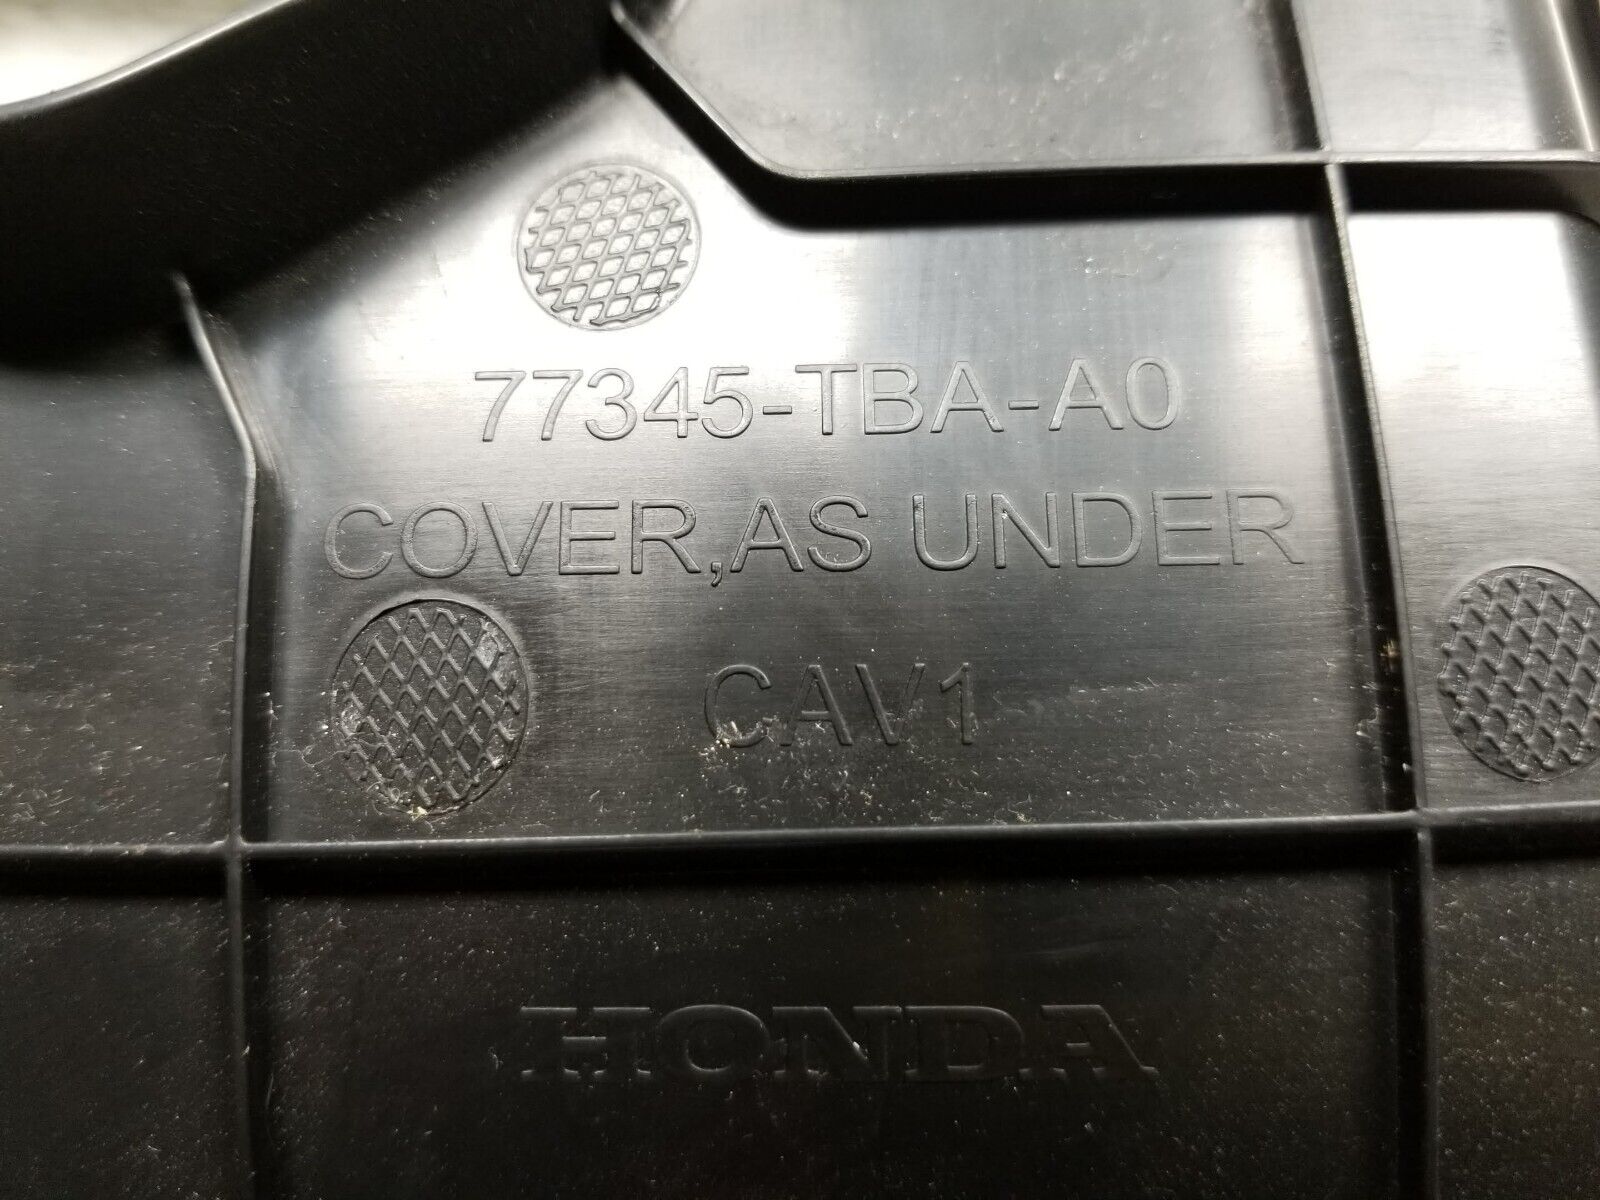 77345-TBA-A0
COVER,AS UNDER
CAV1
HONDA